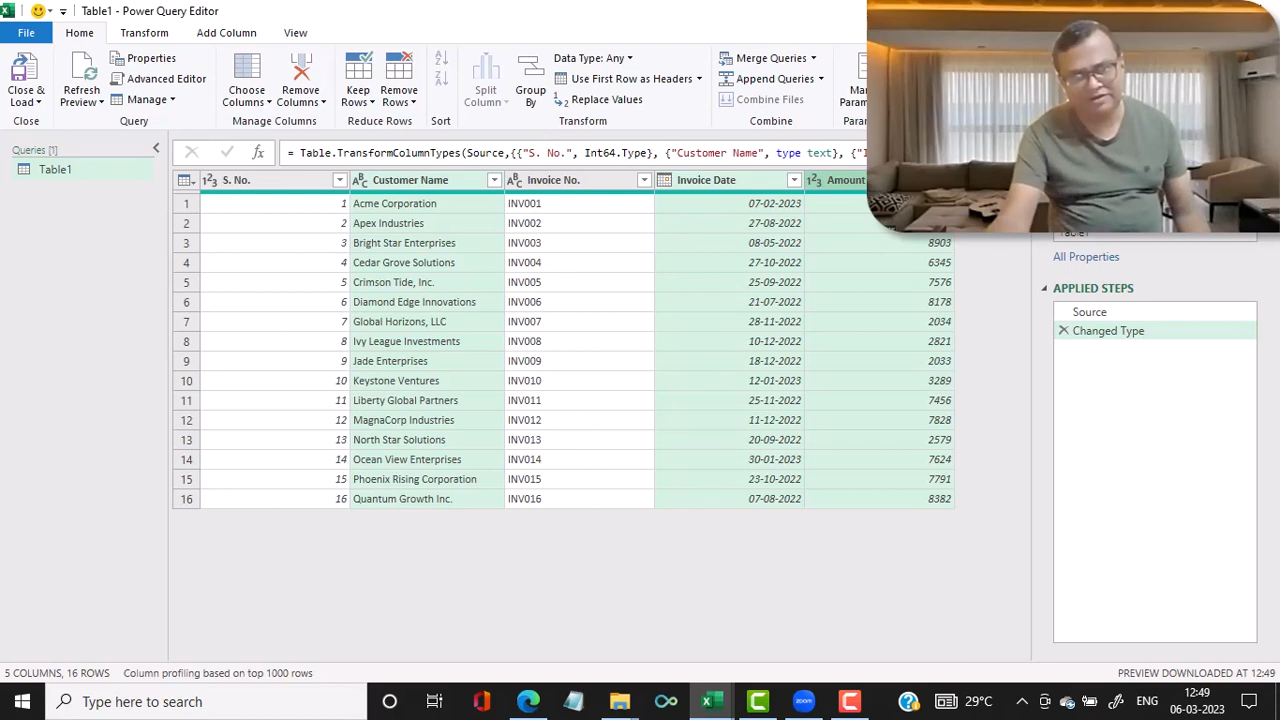 Table1 - Power Query Editor
File Home Transform Add Column View
Close & Load
Refresh Preview
Properties
Advanced Editor
Manage
Choose Columns
Remove Columns
Keep Rows
Remove Rows
Split Column
Group By
Data Type: Any
Use First Row as Headers
Replace Values
Merge Queries
Append Queries
Combine Files
Close Query Manage Columns Reduce Rows Sort Transform Combine
Queries [1]
Table1
fx = Table.TransformColumnTypes(Source,{{"S. No.", Int64.Type}, {"Customer Name", type text}, {"I
S. No. Customer Name Invoice No. Invoice Date Amount
1 1 Acme Corporation INV001 07-02-2023
2 2 Apex Industries INV002 27-08-2022
3 3 Bright Star Enterprises INV003 08-05-2022 8903
4 4 Cedar Grove Solutions INV004 27-10-2022 6345
5 5 Crimson Tide, Inc. INV005 25-09-2022 7576
6 6 Diamond Edge Innovations INV006 21-07-2022 8178
7 7 Global Horizons, LLC INV007 28-11-2022 2034
8 8 Ivy League Investments INV008 10-12-2022 2821
9 9 Jade Enterprises INV009 18-12-2022 2033
10 10 Keystone Ventures INV010 12-01-2023 3289
11 11 Liberty Global Partners INV011 25-11-2022 7456
12 12 MagnaCorp Industries INV012 11-12-2022 7828
13 13 North Star Solutions INV013 20-09-2022 2579
14 14 Ocean View Enterprises INV014 30-01-2023 7624
15 15 Phoenix Rising Corporation INV015 23-10-2022 7791
16 16 Quantum Growth Inc. INV016 07-08-2022 8382
All Properties
APPLIED STEPS
Source
Changed Type
5 COLUMNS, 16 ROWS Column profiling based on top 1000 rows PREVIEW DOWNLOADED AT 12:49
Type here to search 29°C ENG 12:49
06-03-2023